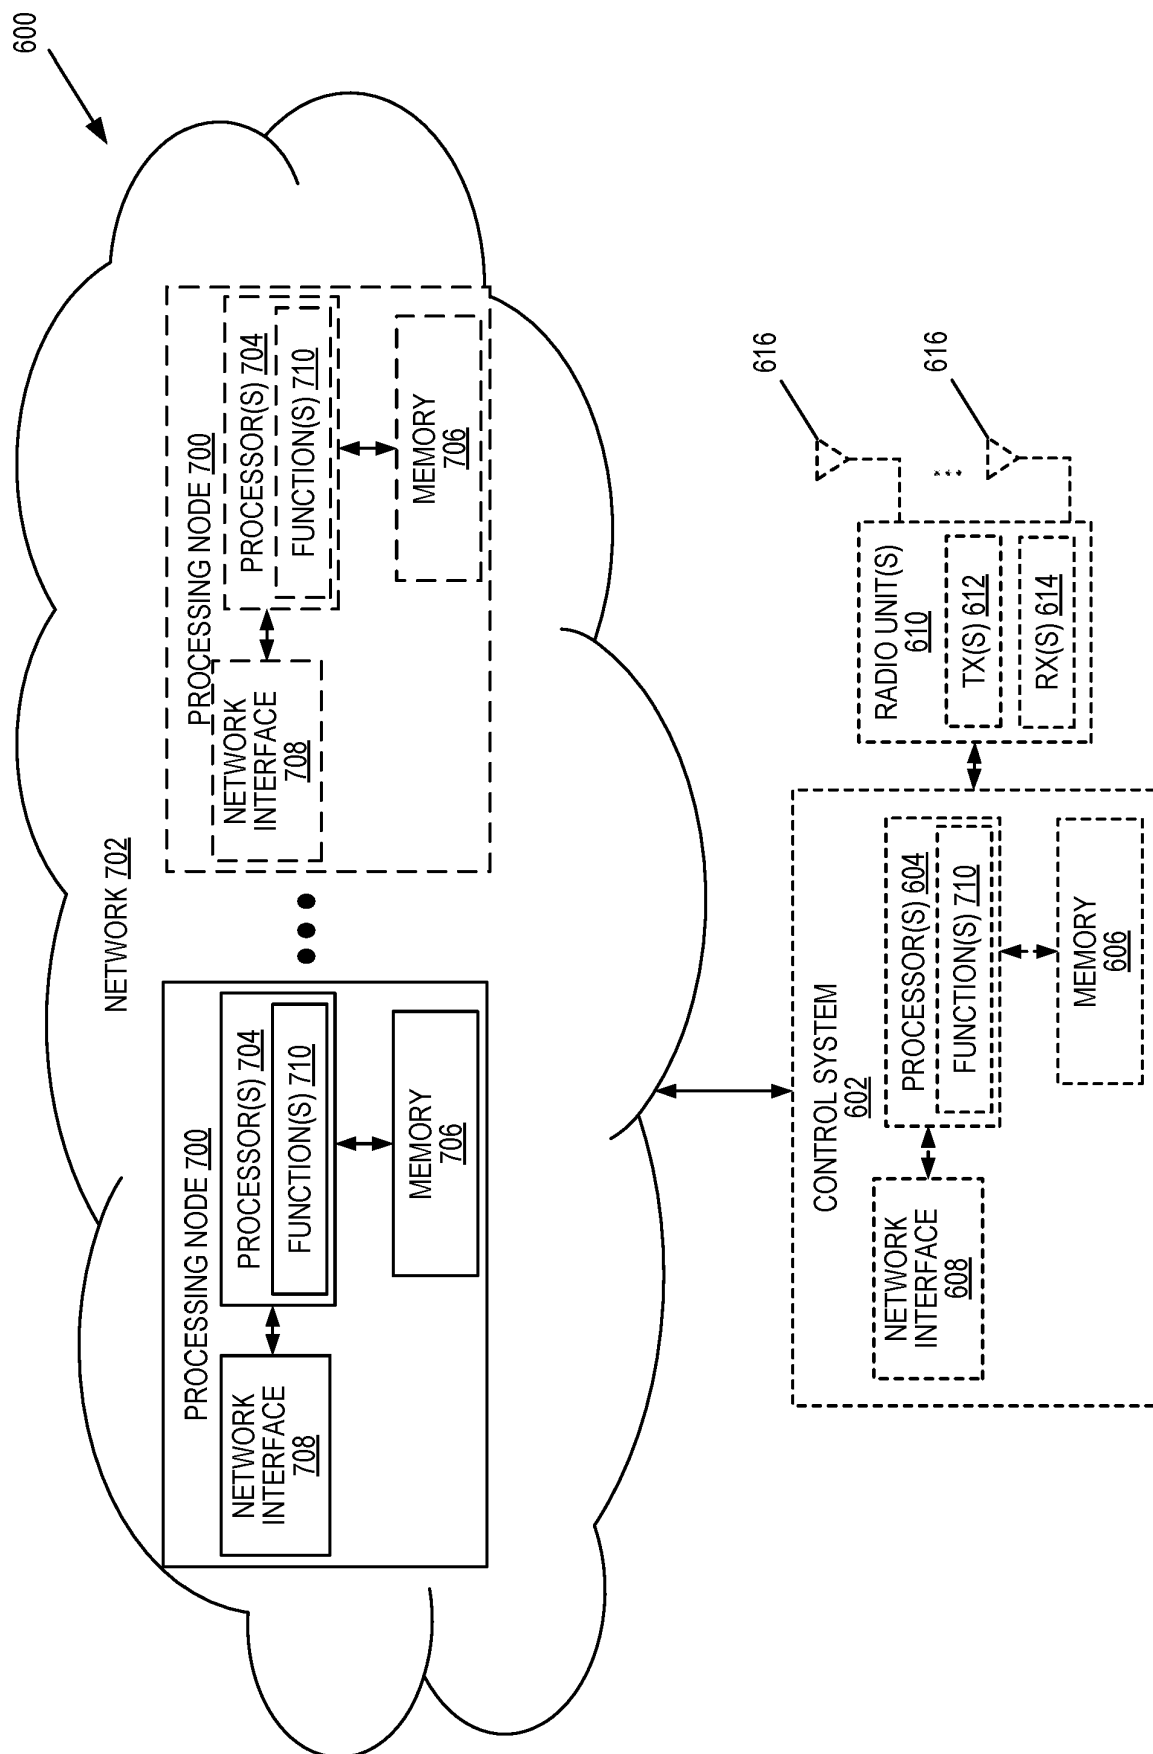 600
NETWORK 702
PROCESSING NODE 700
NETWORK
INTERFACE
708
PROCESSOR(S) 704
FUNCTION(S) 710
MEMORY
706
PROCESSING NODE 700
NETWORK
INTERFACE
708
PROCESSOR(S) 704
FUNCTION(S) 710
MEMORY
706
CONTROL SYSTEM
602
NETWORK
INTERFACE
608
PROCESSOR(S) 604
FUNCTION(S) 710
MEMORY
606
RADIO UNIT(S)
610
TX(S) 612
RX(S) 614
616
616